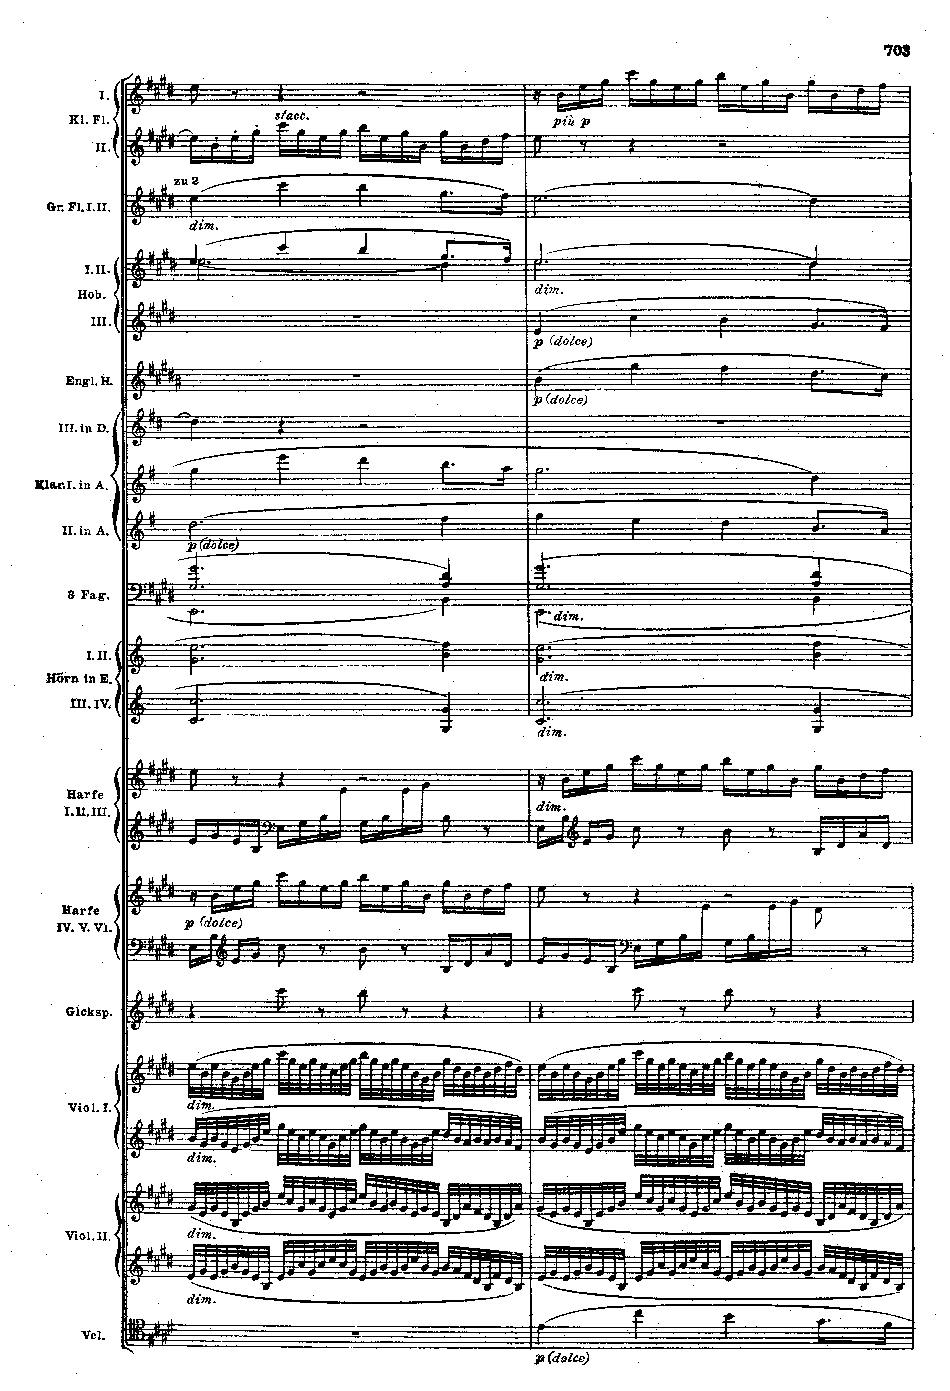 703
I.
Kl. Fl.
stacc.
più p
II.
zu 2
Gr. Fl. I. II.
dim.
I. II.
Hob.
dim.
III.
p (dolce)
Engl. H.
p (dolce)
III. in D.
Klar. I. in A.
II. in A.
p (dolce)
3 Fag.
dim.
I. II.
dim.
Hörn in E.
III. IV.
dim.
Harfe
I. II. III.
dim.
Harfe
IV. V. VI.
p (dolce)
Glcksp.
Viol. I.
dim.
dim.
Viol. II.
dim.
dim.
Vcl.
p (dolce)